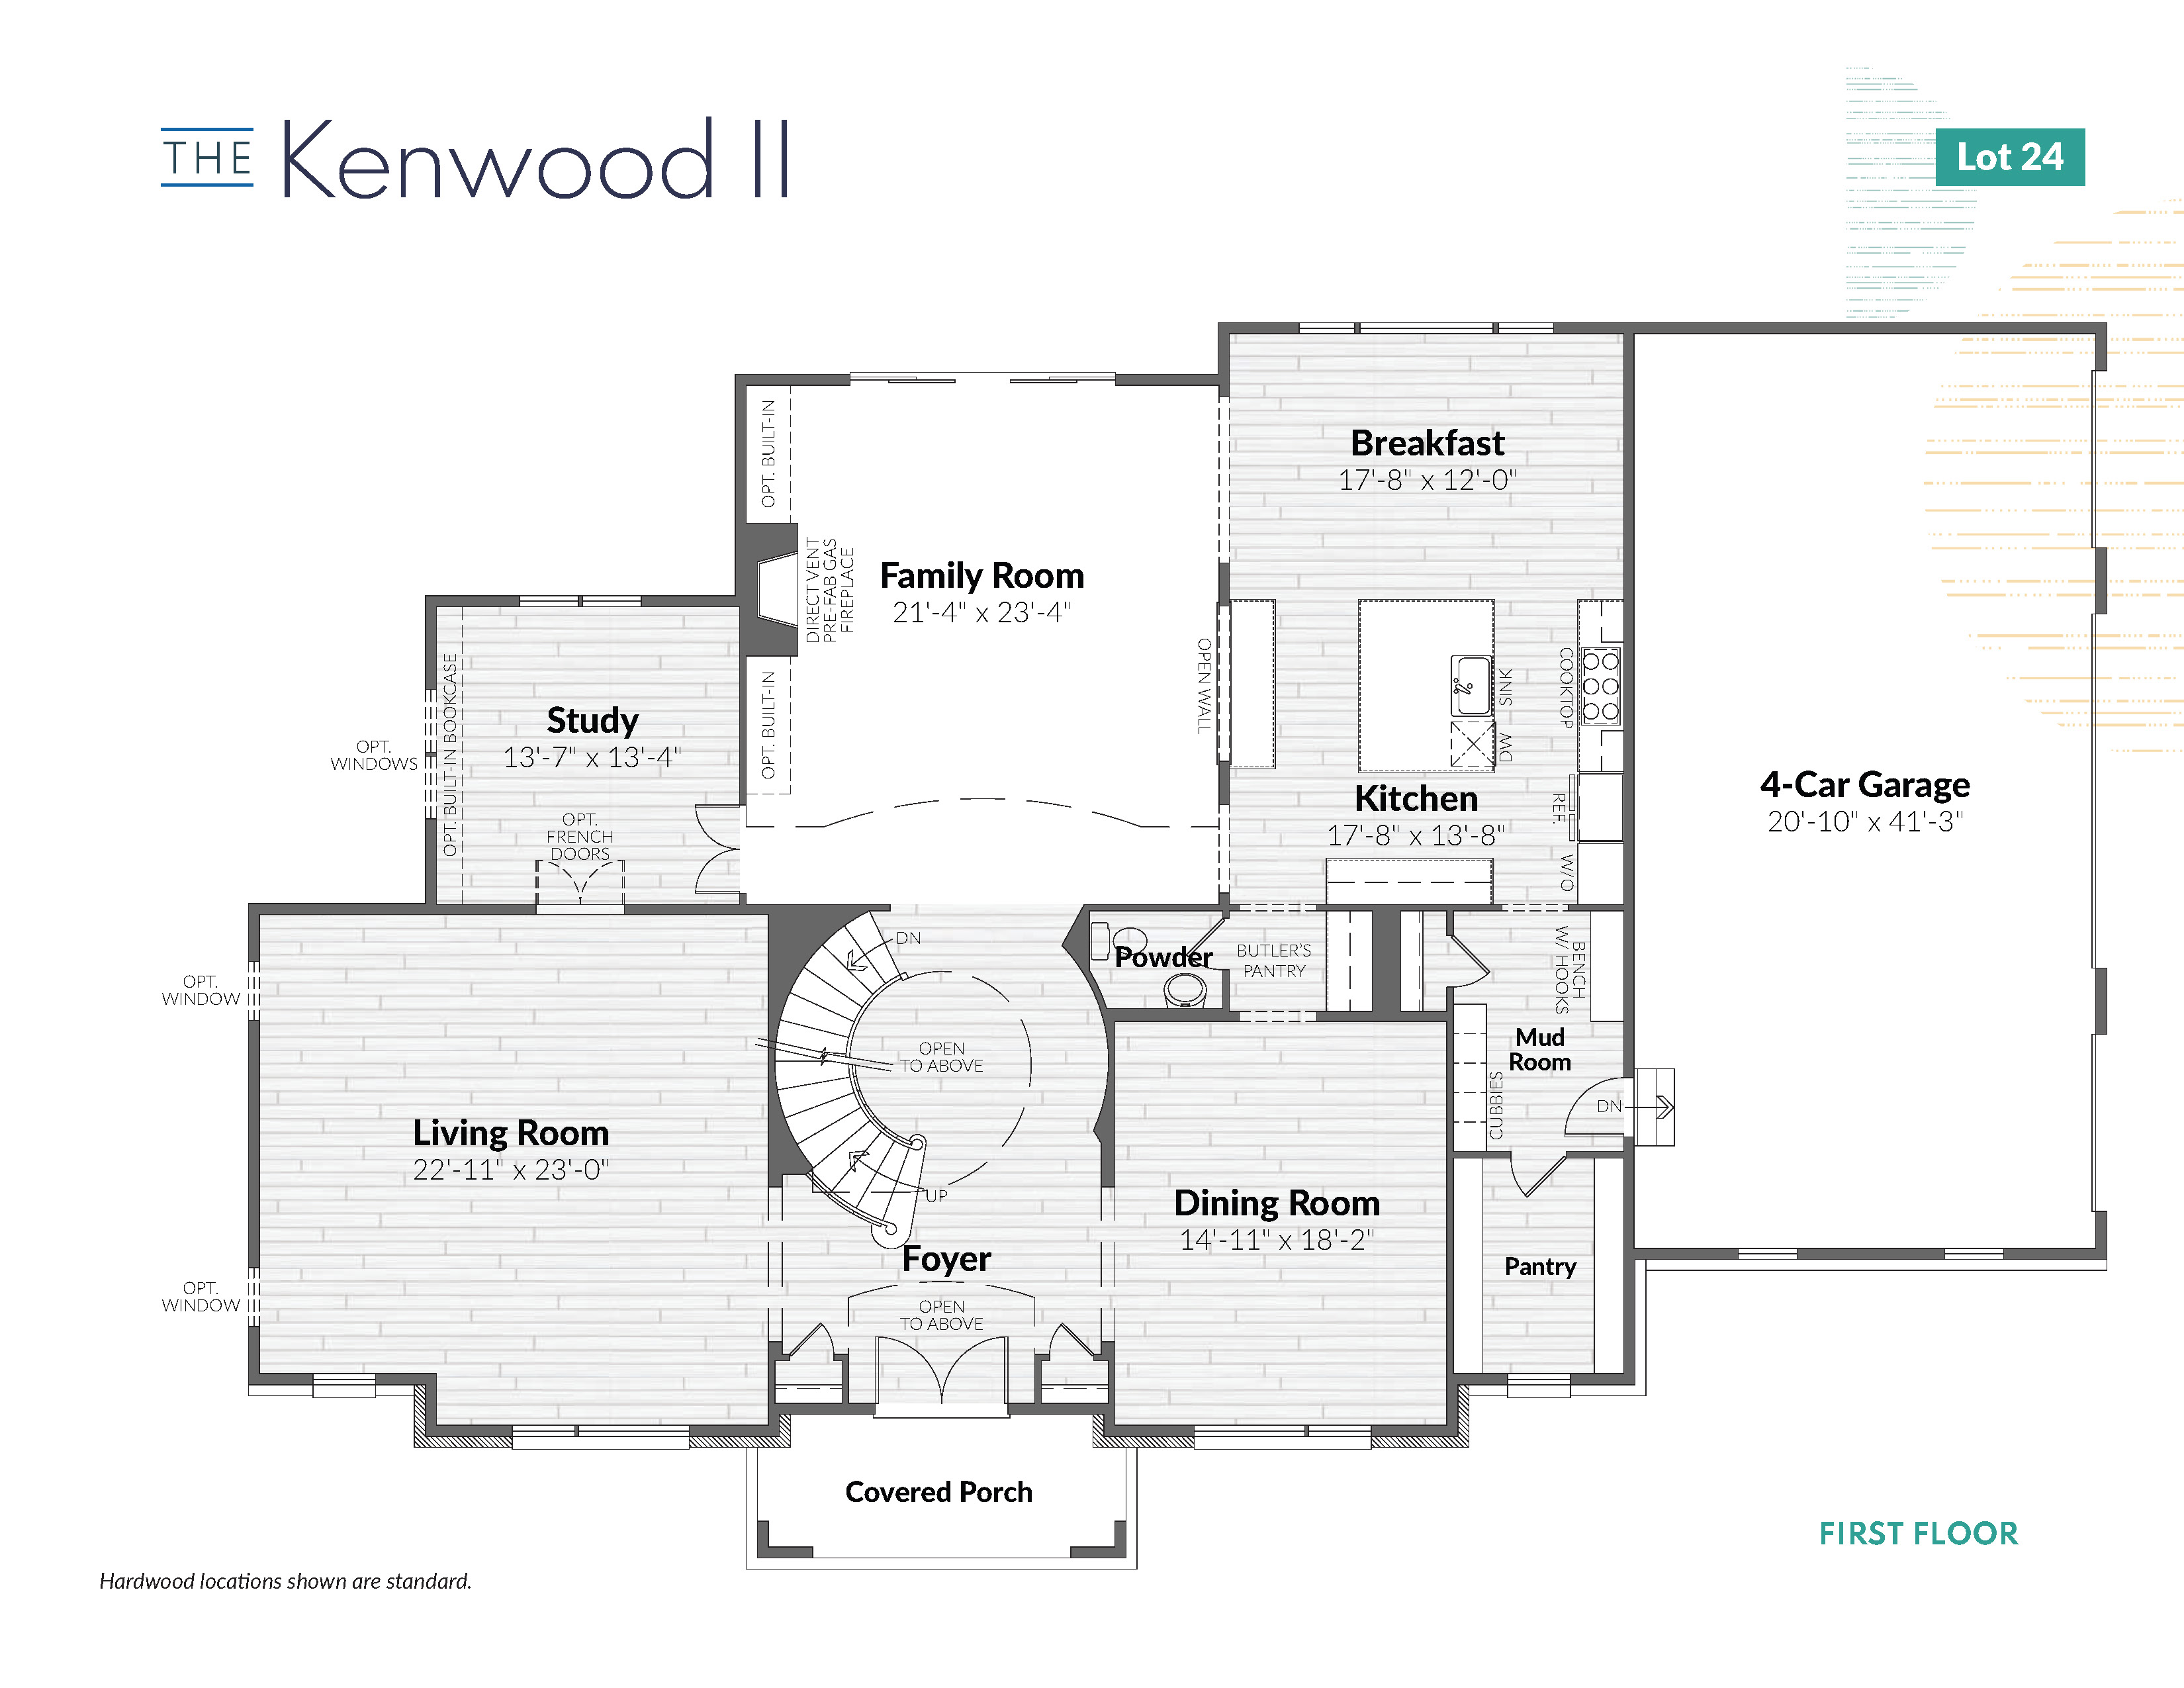 THE Kenwood II
Lot 24
Breakfast
17'-8" x 12'-0"
OPT. BUILT-IN
Family Room
21'-4" x 23'-4"
DIRECT VENT
PRE-FAB GAS
FIREPLACE
OPT. BUILT-IN
OPEN WALL
Study
13'-7" x 13'-4"
OPT. BUILT-IN BOOKCASE
OPT.
WINDOWS
OPT.
FRENCH
DOORS
SINK
DW
COOKTOP
REF.
W/O
Kitchen
17'-8" x 13'-8"
4-Car Garage
20'-10" x 41'-3"
DN
Powder
BUTLER'S
PANTRY
BENCH
W/ HOOKS
OPT.
WINDOW
OPEN
TO ABOVE
Mud
Room
CUBBIES
DN
Living Room
22'-11" x 23'-0"
UP
Dining Room
14'-11" x 18'-2"
Foyer
Pantry
OPT.
WINDOW
OPEN
TO ABOVE
Covered Porch
FIRST FLOOR
Hardwood locations shown are standard.